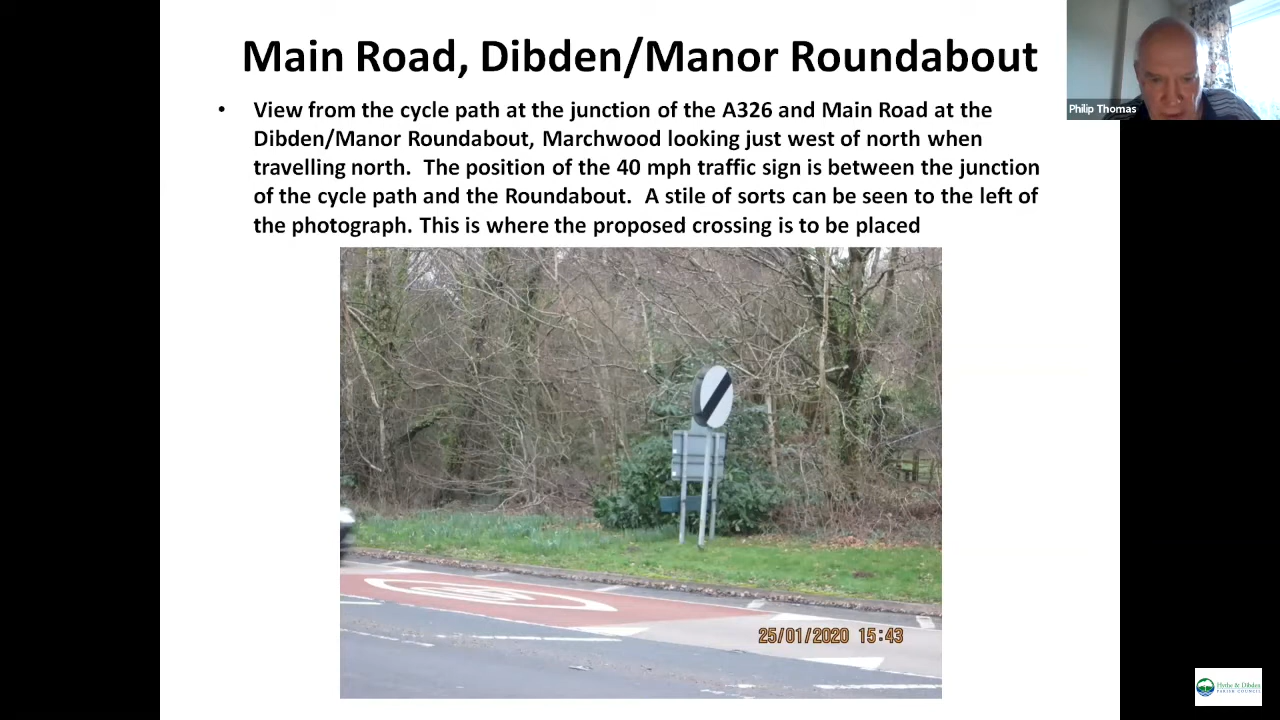 Main Road, Dibden/Manor Roundabout
Philip Thomas
• View from the cycle path at the junction of the A326 and Main Road at the
Dibden/Manor Roundabout, Marchwood looking just west of north when
travelling north.  The position of the 40 mph traffic sign is between the junction
of the cycle path and the Roundabout.  A stile of sorts can be seen to the left of
the photograph. This is where the proposed crossing is to be placed
25/01/2020 15:43
Hythe & Dibden
PARISH COUNCIL